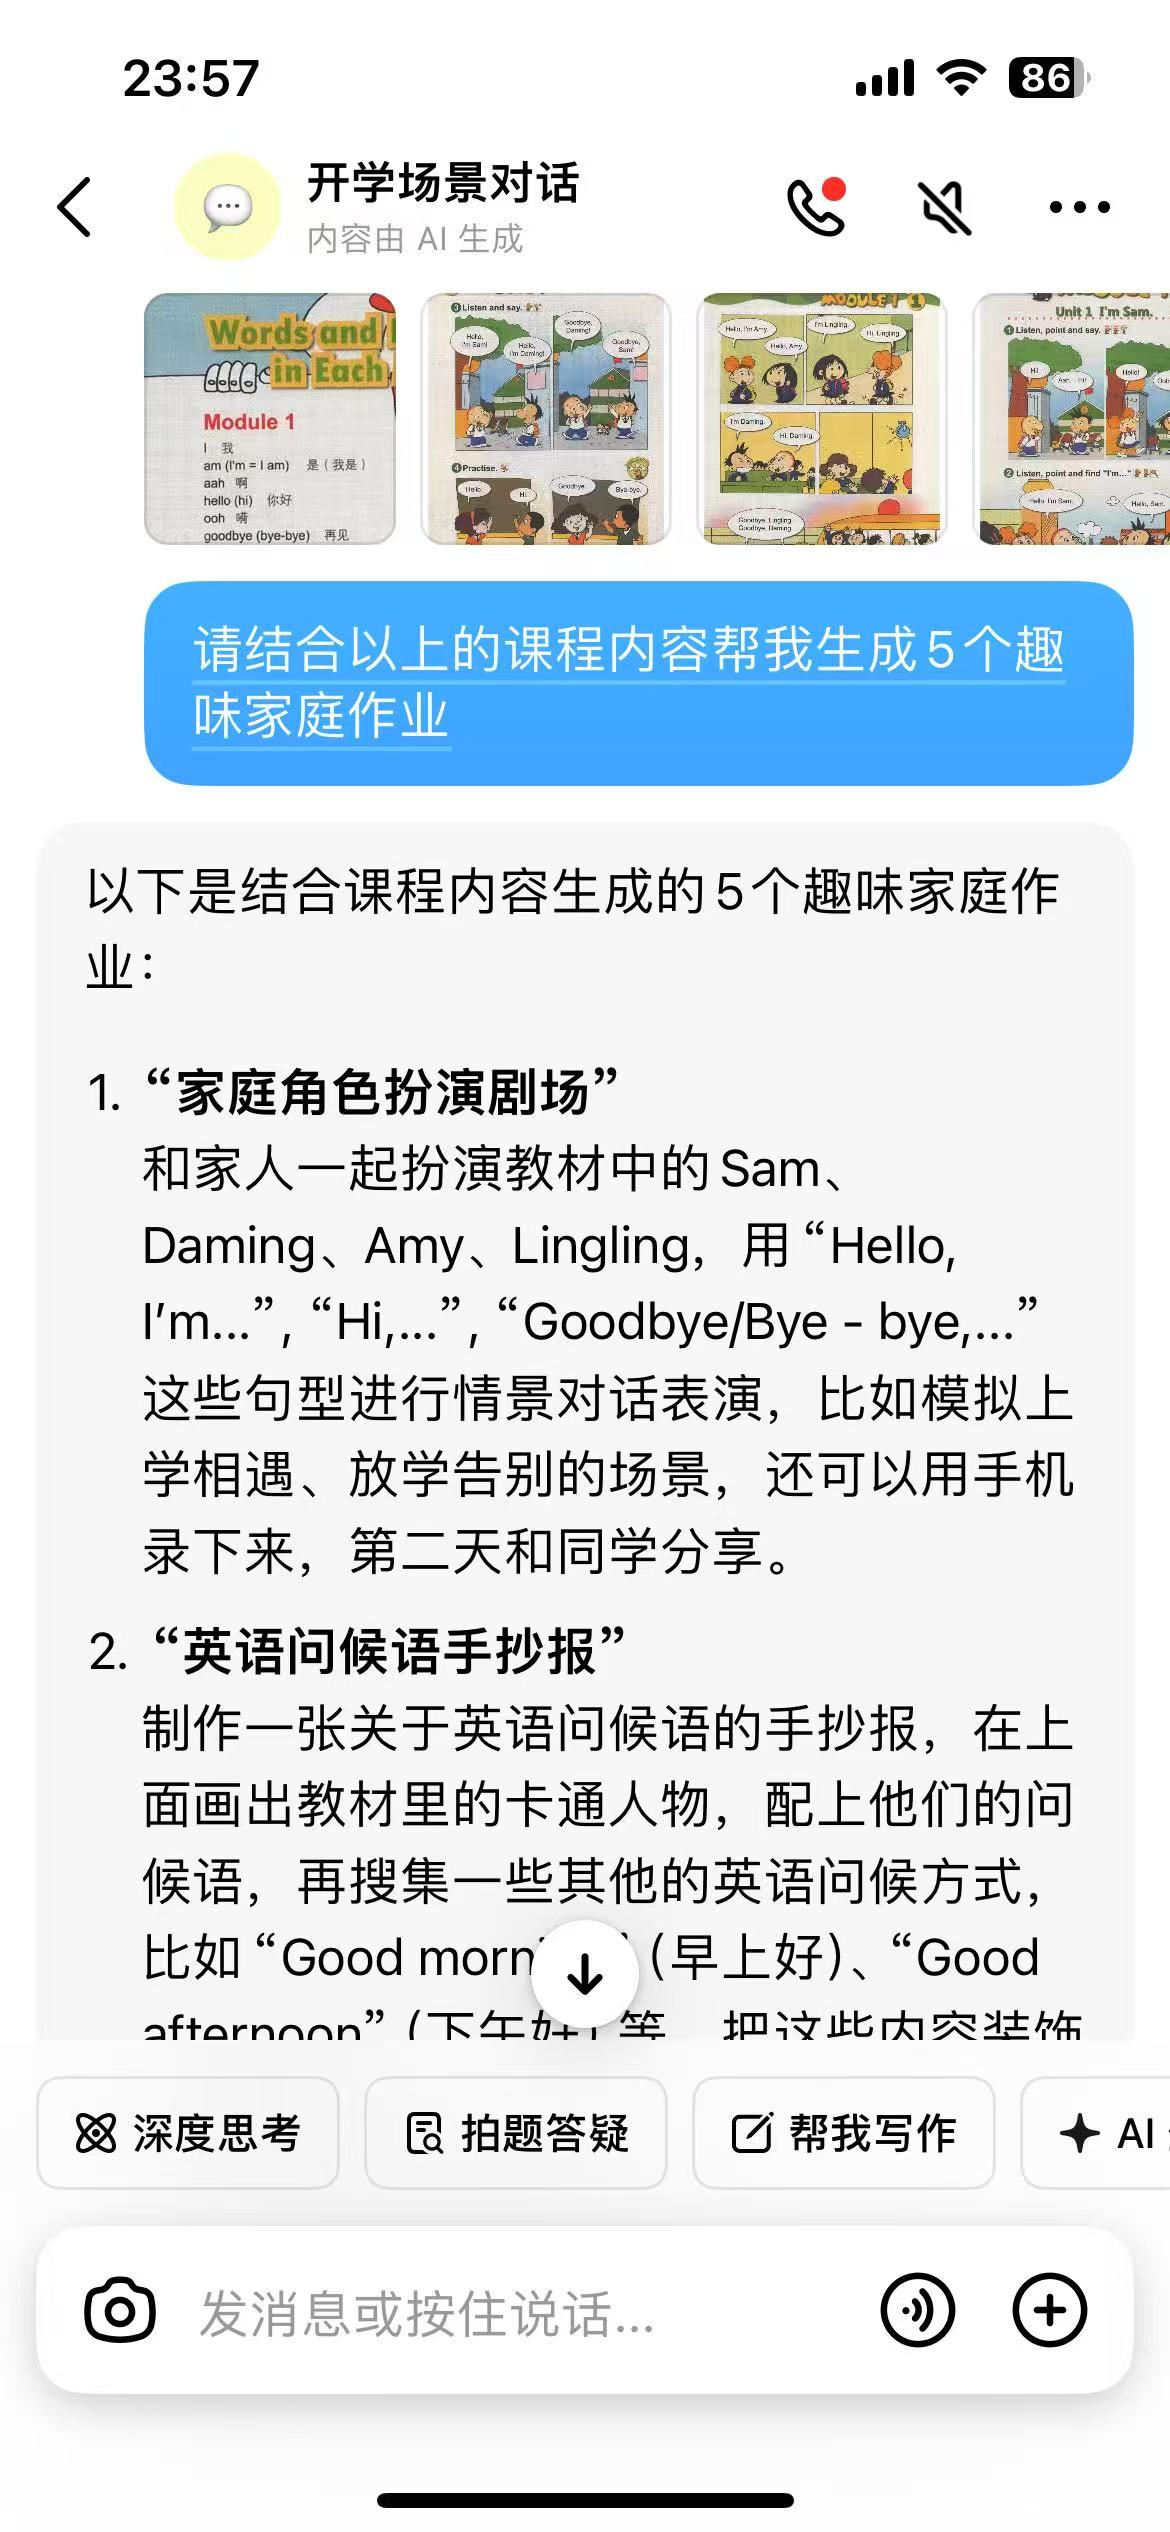 23:57
86
开学场景对话
内容由 AI 生成
Words and
in Each
Module 1
I 我
am (I'm = I am) 是（我是）
aah 啊
hello (hi) 你好
ooh 嗬
goodbye (bye-bye) 再见
3 Listen and say.
Hello, I'm Sam!
Hello, I'm Daming!
Goodbye, Daming!
Goodbye, Sam!
4 Practise.
Hello.
Hi.
Goodbye.
Bye-bye.
MODULE 1 1
Hello, I'm Amy.
Hello, Amy.
I'm Lingling.
Hi, Lingling.
I'm Daming.
Hi, Daming.
Goodbye, Lingling.
Goodbye, Daming.
Unit 1 I'm Sam.
1 Listen, point and say.
Hi!
Hello!
2 Listen, point and find "I'm..."
Hello, I'm Sam.
Hello, Sam.
请结合以上的课程内容帮我生成5个趣
味家庭作业
以下是结合课程内容生成的5个趣味家庭作
业：
1. “家庭角色扮演剧场”
和家人一起扮演教材中的Sam、
Daming、Amy、Lingling，用“Hello,
I’m...”, “Hi,...”, “Goodbye/Bye - bye,...”
这些句型进行情景对话表演，比如模拟上
学相遇、放学告别的场景，还可以用手机
录下来，第二天和同学分享。
2. “英语问候语手抄报”
制作一张关于英语问候语的手抄报，在上
面画出教材里的卡通人物，配上他们的问
候语，再搜集一些其他的英语问候方式，
比如“Good morn （早上好）、“Good
afternoon”（下午好）等，把这些内容装饰
深度思考
拍题答疑
帮我写作
AI
发消息或按住说话...